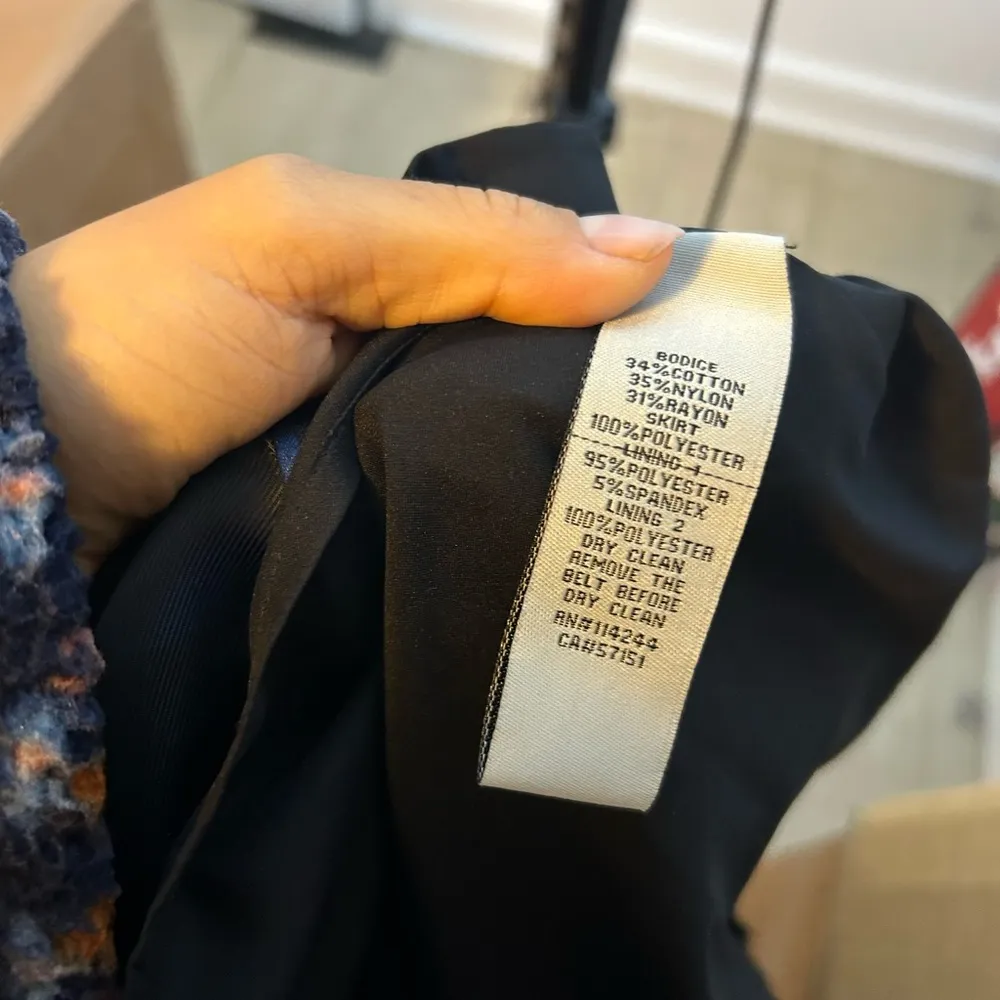 BODICE
34%COTTON
35%NYLON
31%RAYON
SKIRT
100%POLYESTER
LINING 1
95%POLYESTER
5%SPANDEX
LINING 2
100%POLYESTER
DRY CLEAN
REMOVE THE
BELT BEFORE
DRY CLEAN
RN#114244
CA#57151